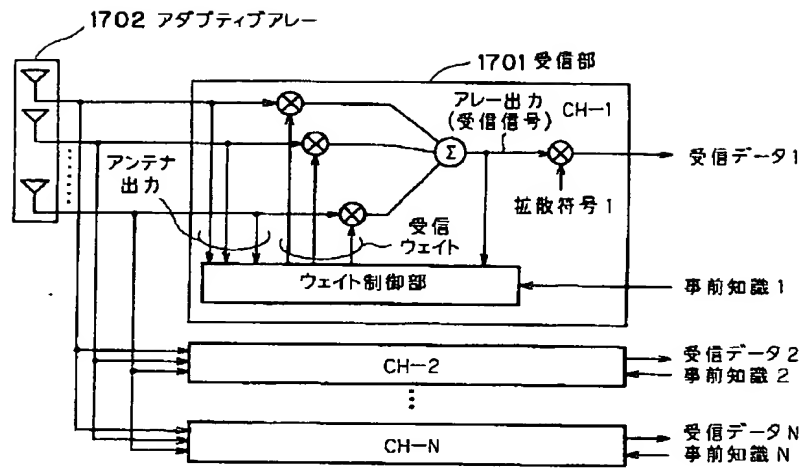 1702 アダプティブアレー
1701 受信部
アレー出力
(受信信号)
CH-1
Σ
受信データ1
拡散符号1
アンテナ
出力
受信
ウェイト
ウェイト制御部
事前知識1
CH-2
受信データ2
事前知識2
CH-N
受信データN
事前知識N